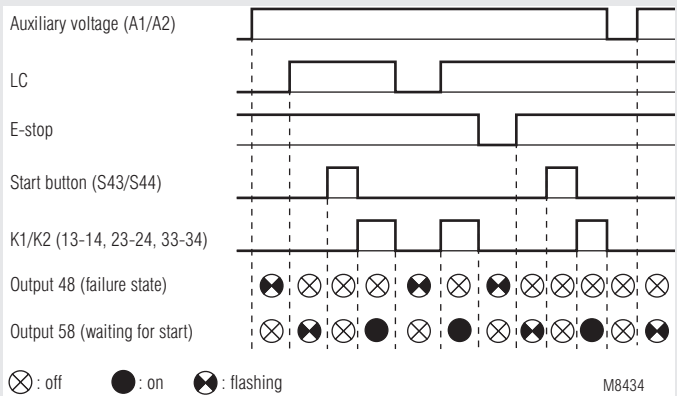 Auxiliary voltage (A1/A2)
LC
E-stop
Start button (S43/S44)
K1/K2 (13-14, 23-24, 33-34)
Output 48 (failure state)
Output 58 (waiting for start)
: off : on : flashing
M8434